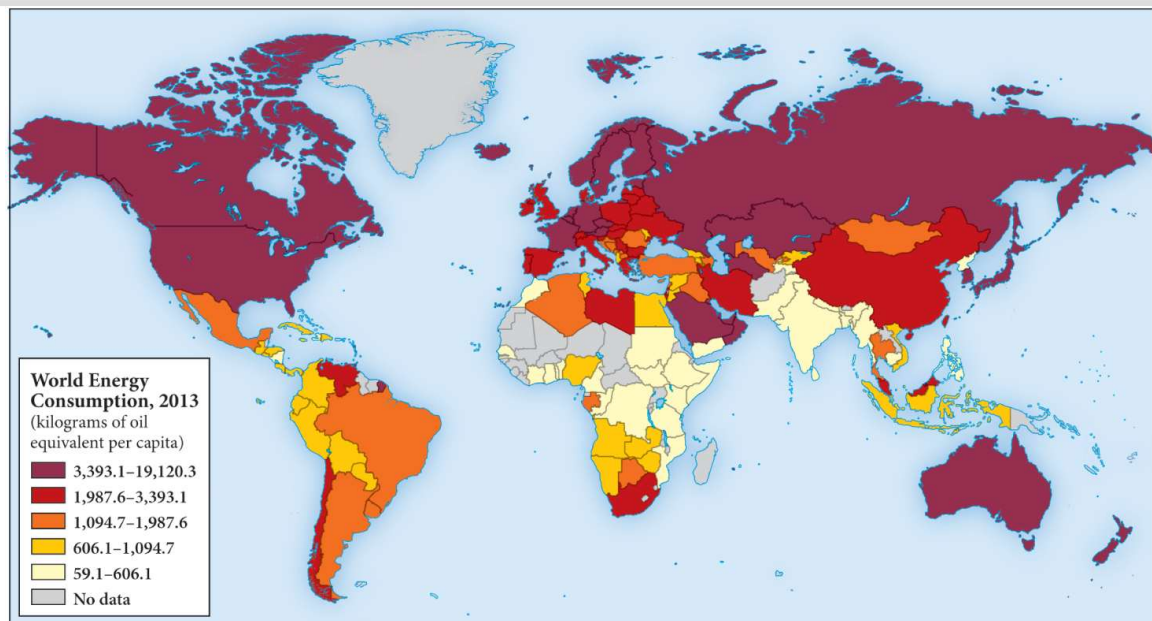 World Energy
Consumption, 2013
(kilograms of oil
equivalent per capita)
3,393.1–19,120.3
1,987.6–3,393.1
1,094.7–1,987.6
606.1–1,094.7
59.1–606.1
No data